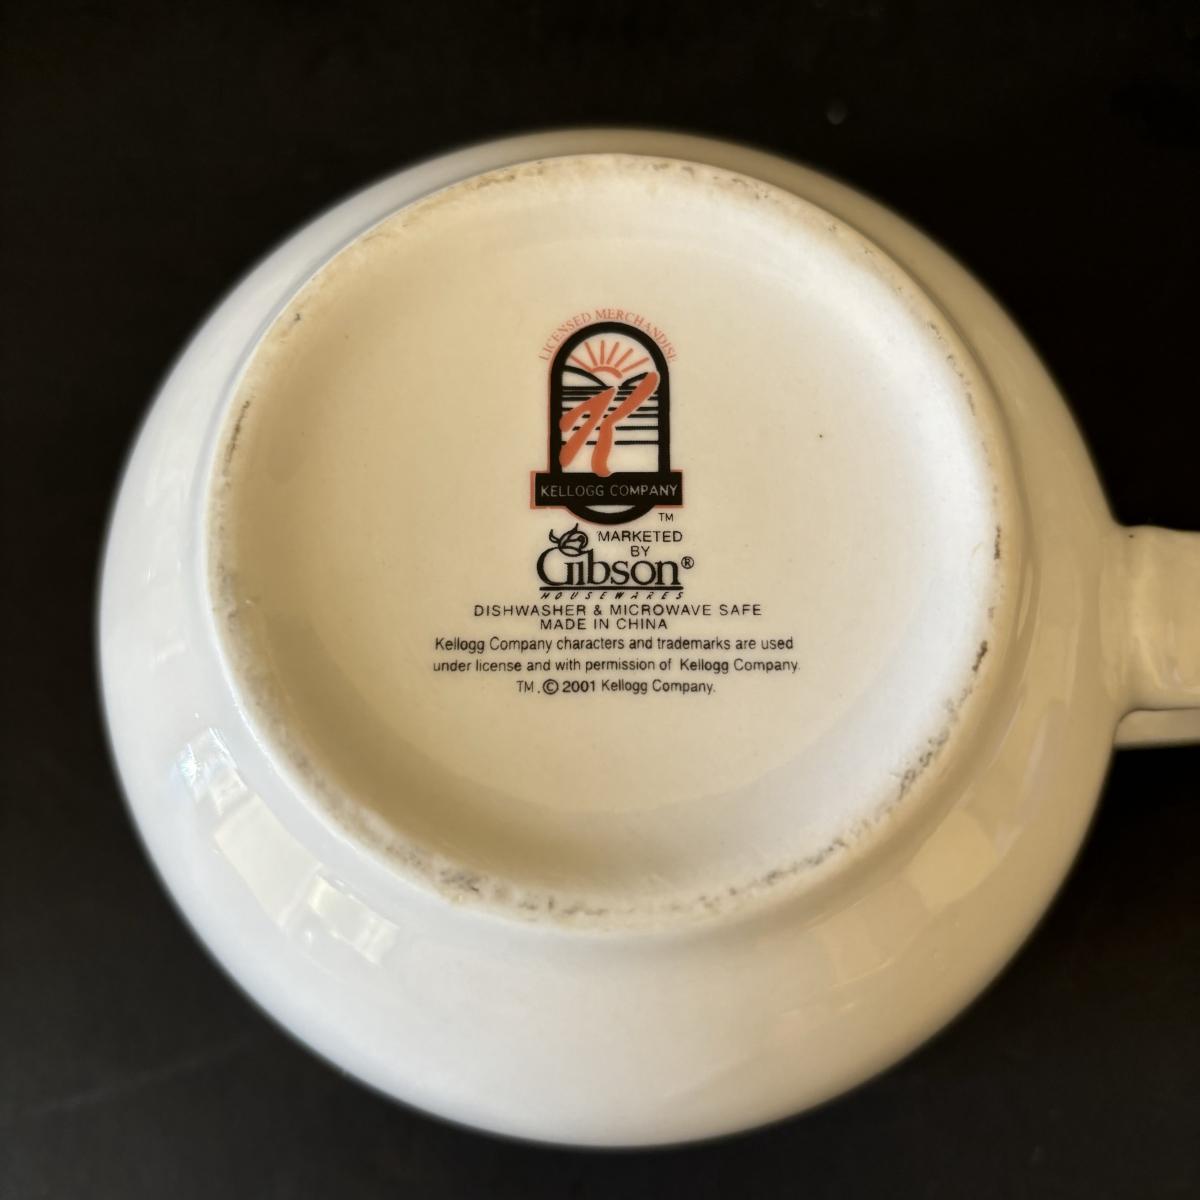 LICENSED MERCHANDISE
K
KELLOGG COMPANY
TM
MARKETED
BY
Gibson®
HOUSEWARES
DISHWASHER & MICROWAVE SAFE
MADE IN CHINA
Kellogg Company characters and trademarks are used
under license and with permission of Kellogg Company.
TM. © 2001 Kellogg Company.